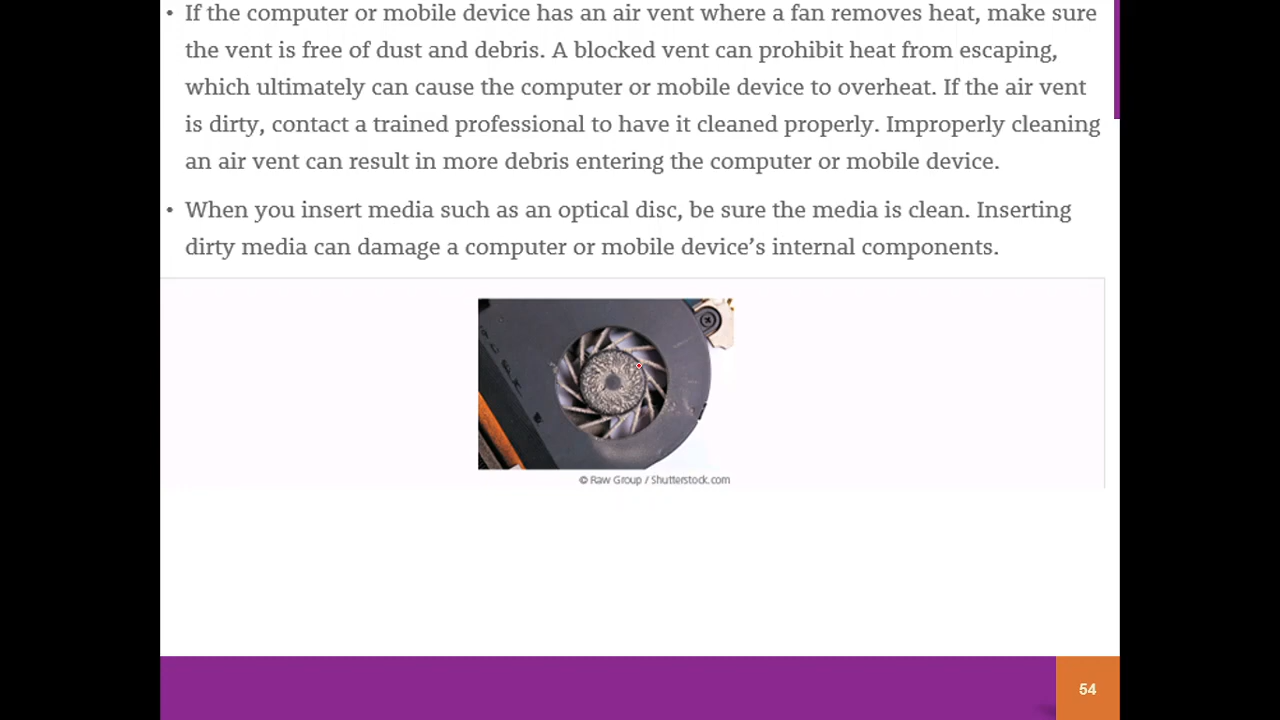 • If the computer or mobile device has an air vent where a fan removes heat, make sure
the vent is free of dust and debris. A blocked vent can prohibit heat from escaping,
which ultimately can cause the computer or mobile device to overheat. If the air vent
is dirty, contact a trained professional to have it cleaned properly. Improperly cleaning
an air vent can result in more debris entering the computer or mobile device.
• When you insert media such as an optical disc, be sure the media is clean. Inserting
dirty media can damage a computer or mobile device’s internal components.
© Raw Group / Shutterstock.com
54